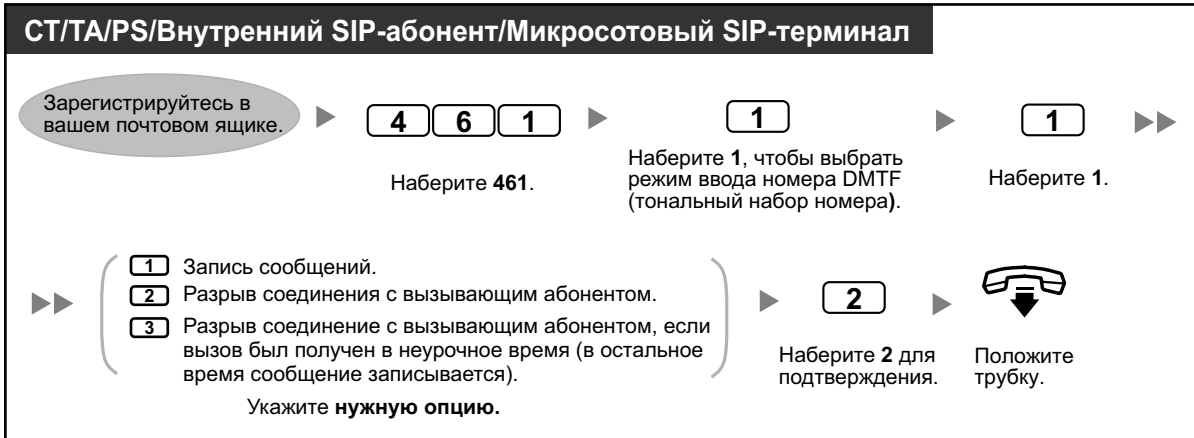 СТ/ТА/PS/Внутренний SIP-абонент/Микросотовый SIP-терминал
Зарегистрируйтесь в
вашем почтовом ящике.
4 6 1
Наберите 461.
1
Наберите 1, чтобы выбрать
режим ввода номера DMTF
(тональный набор номера).
1
Наберите 1.
1 Запись сообщений.
2 Разрыв соединения с вызывающим абонентом.
3 Разрыв соединение с вызывающим абонентом, если
вызов был получен в неурочное время (в остальное
время сообщение записывается).
Укажите нужную опцию.
2
Наберите 2 для
подтверждения.
Положите
трубку.